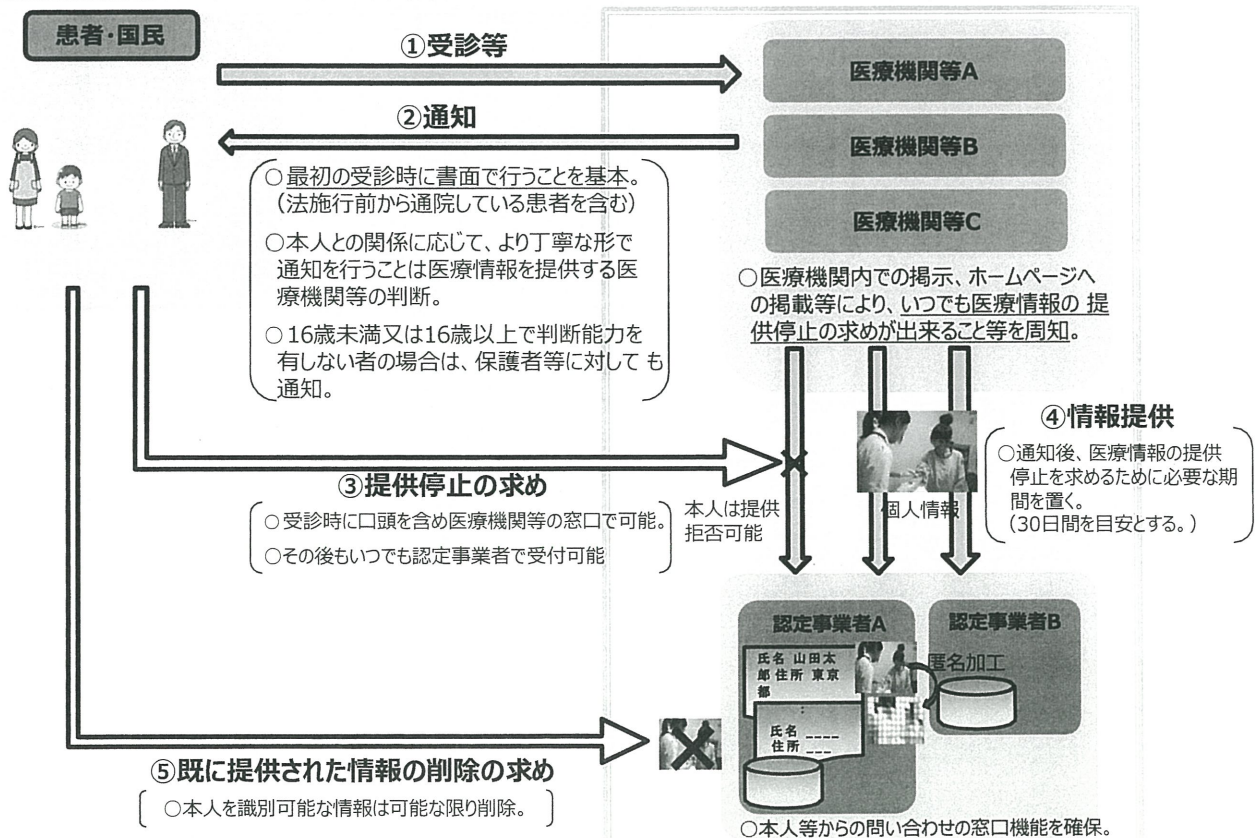 患者・国民
①受診等
医療機関等A
②通知
医療機関等B
医療機関等C
○最初の受診時に書面で行うことを基本。
(法施行前から通院している患者を含む)
○本人との関係に応じて、より丁寧な形で
通知を行うことは医療情報を提供する医
療機関等の判断。
○16歳未満又は16歳以上で判断能力を
有しない者の場合は、保護者等に対して も
通知。
○医療機関内での掲示、ホームページへ
の掲載等により、いつでも医療情報の 提
供停止の求めが出来ること等を周知。
③提供停止の求め
○受診時に口頭を含め医療機関等の窓口で可能。
○その後もいつでも認定事業者で受付可能
本人は提供
拒否可能
個人情報
④情報提供
○通知後、医療情報の提供
停止を求めるために必要な期
間を置く。
(30日間を目安とする。)
認定事業者A
氏名 山田太
郎 住所 東京
都
:
氏名 ____
住所 ___
認定事業者B
匿名加工
⑤既に提供された情報の削除の求め
○本人を識別可能な情報は可能な限り削除。
○本人等からの問い合わせの窓口機能を確保。